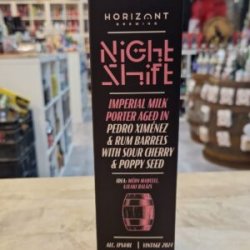 HORIZONT
BREWING
NiGHt
SHift
IMPERIAL MILK
PORTER AGED IN
PEDRO XIMÉNEZ
& RUM BARRELS
WITH SOUR CHERRY
& POPPY SEED
VINTAGE 2024